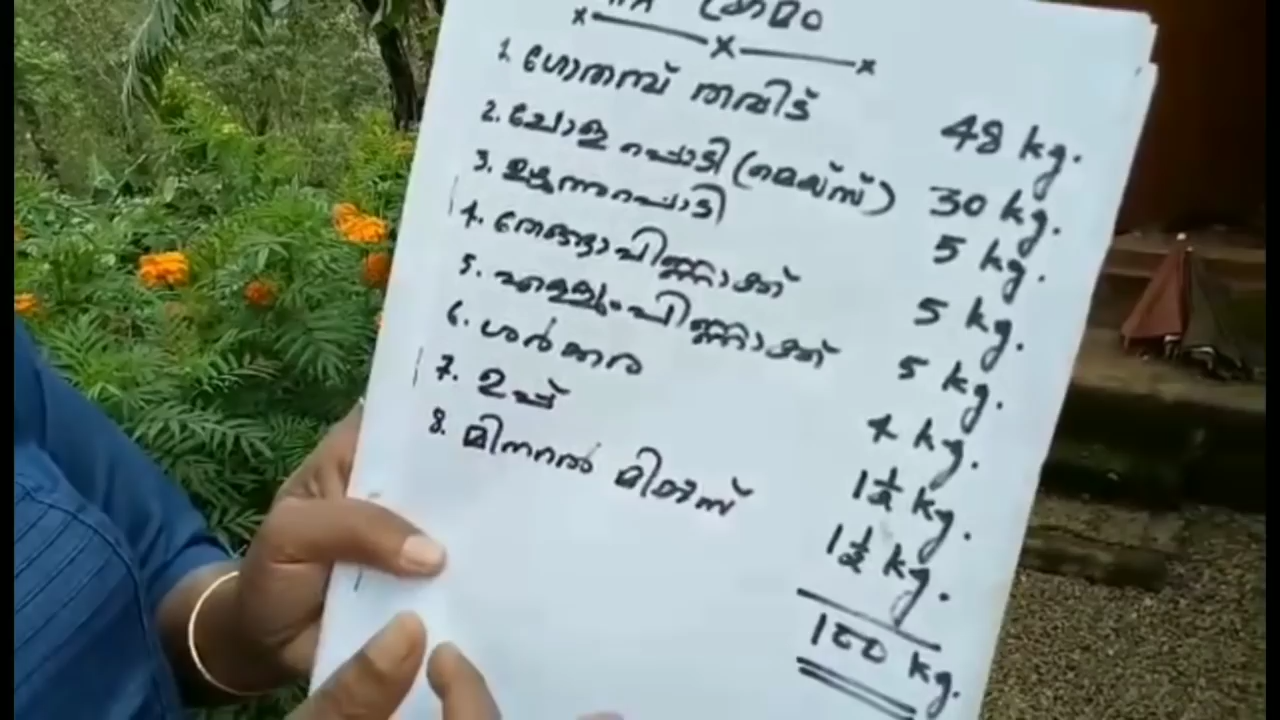 1. ഗോതമ്പ് തവിട് 48 kg.
2. ചോള പ്പൊടി (മെയ്സ്) 30 kg.
3. ഉഴുന്നുപൊടി 5 kg.
4. തേങ്ങാപിണ്ണാക്ക് 5 kg.
5. എള്ളുംപിണ്ണാക്ക് 5 kg.
6. ശർക്കര 4 kg.
7. ഉപ്പ് 1½ kg.
8. മിനറൽ മിക്സ് 1½ kg.
100 kg.